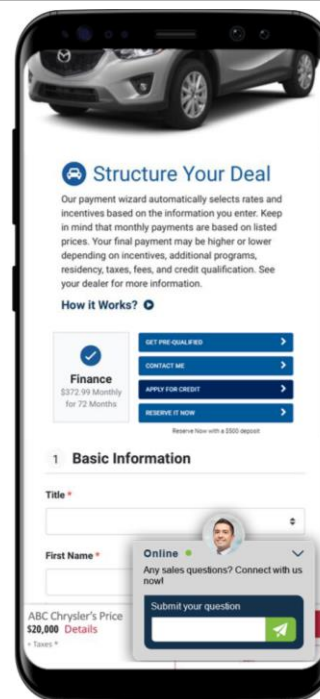 Structure Your Deal
Our payment wizard automatically selects rates and
incentives based on the information you enter. Keep
in mind that monthly payments are based on listed
prices. Your final payment may be higher or lower
depending on incentives, additional programs,
residency, taxes, fees, and credit qualification. See
your dealer for more information.
How it Works?
Finance
$372.99 Monthly
for 72 Months
GET PRE-QUALIFIED
CONTACT ME
APPLY FOR CREDIT
RESERVE IT NOW
Reserve Now with a $500 deposit
1 Basic Information
Title *
First Name *
Online
Any sales questions? Connect with us
now!
Submit your question
ABC Chrysler's Price
$20,000 Details
+ Taxes *